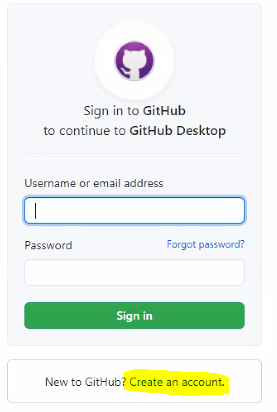 Sign in to GitHub
to continue to GitHub Desktop
Username or email address
Password Forgot password?
Sign in
New to GitHub? Create an account.